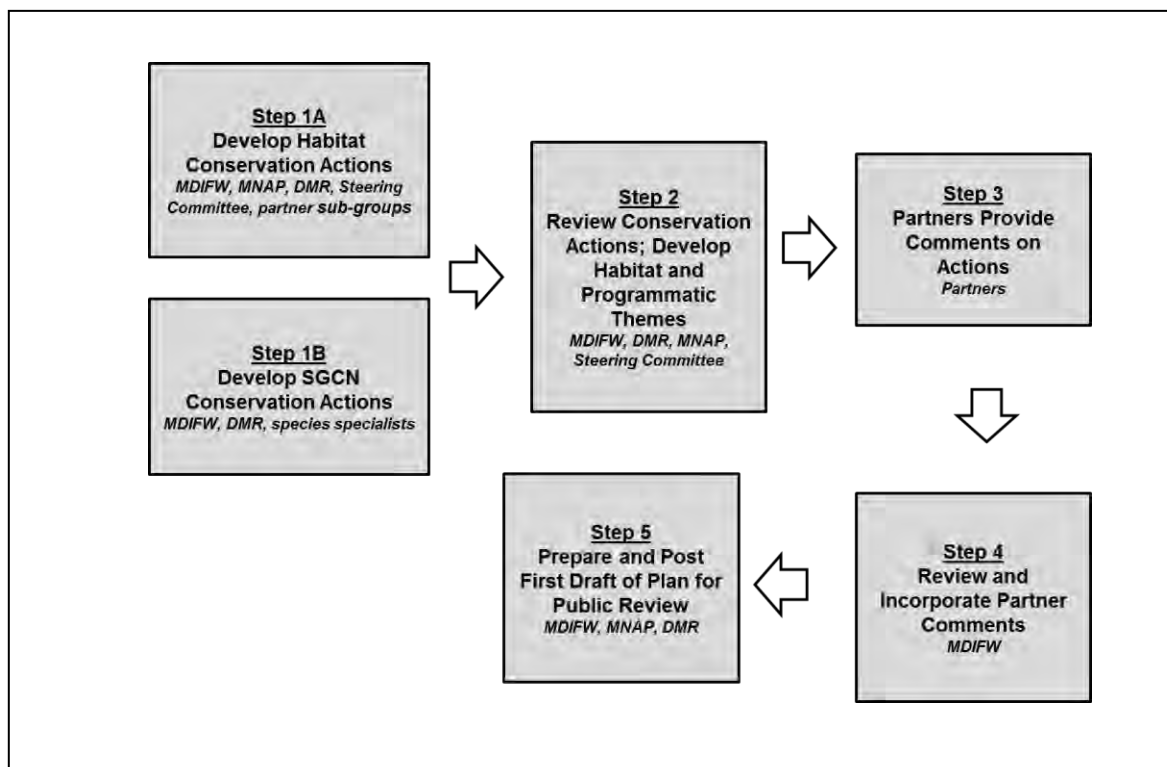 Step 1A
Develop Habitat
Conservation Actions
MDIFW, MNAP, DMR, Steering
Committee, partner sub-groups
Step 1B
Develop SGCN
Conservation Actions
MDIFW, DMR, species specialists
Step 2
Review Conservation
Actions; Develop
Habitat and
Programmatic
Themes
MDIFW, DMR, MNAP,
Steering Committee
Step 3
Partners Provide
Comments on
Actions
Partners
Step 4
Review and
Incorporate Partner
Comments
MDIFW
Step 5
Prepare and Post
First Draft of Plan for
Public Review
MDIFW, MNAP, DMR